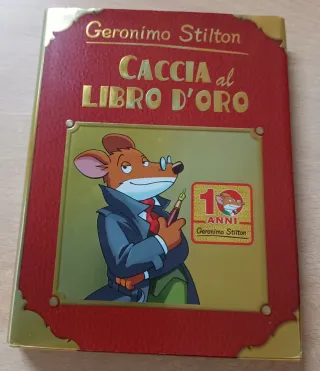 Geronimo Stilton
CACCIA al
LIBRO D'ORO
10
ANNI
Geronimo Stilton